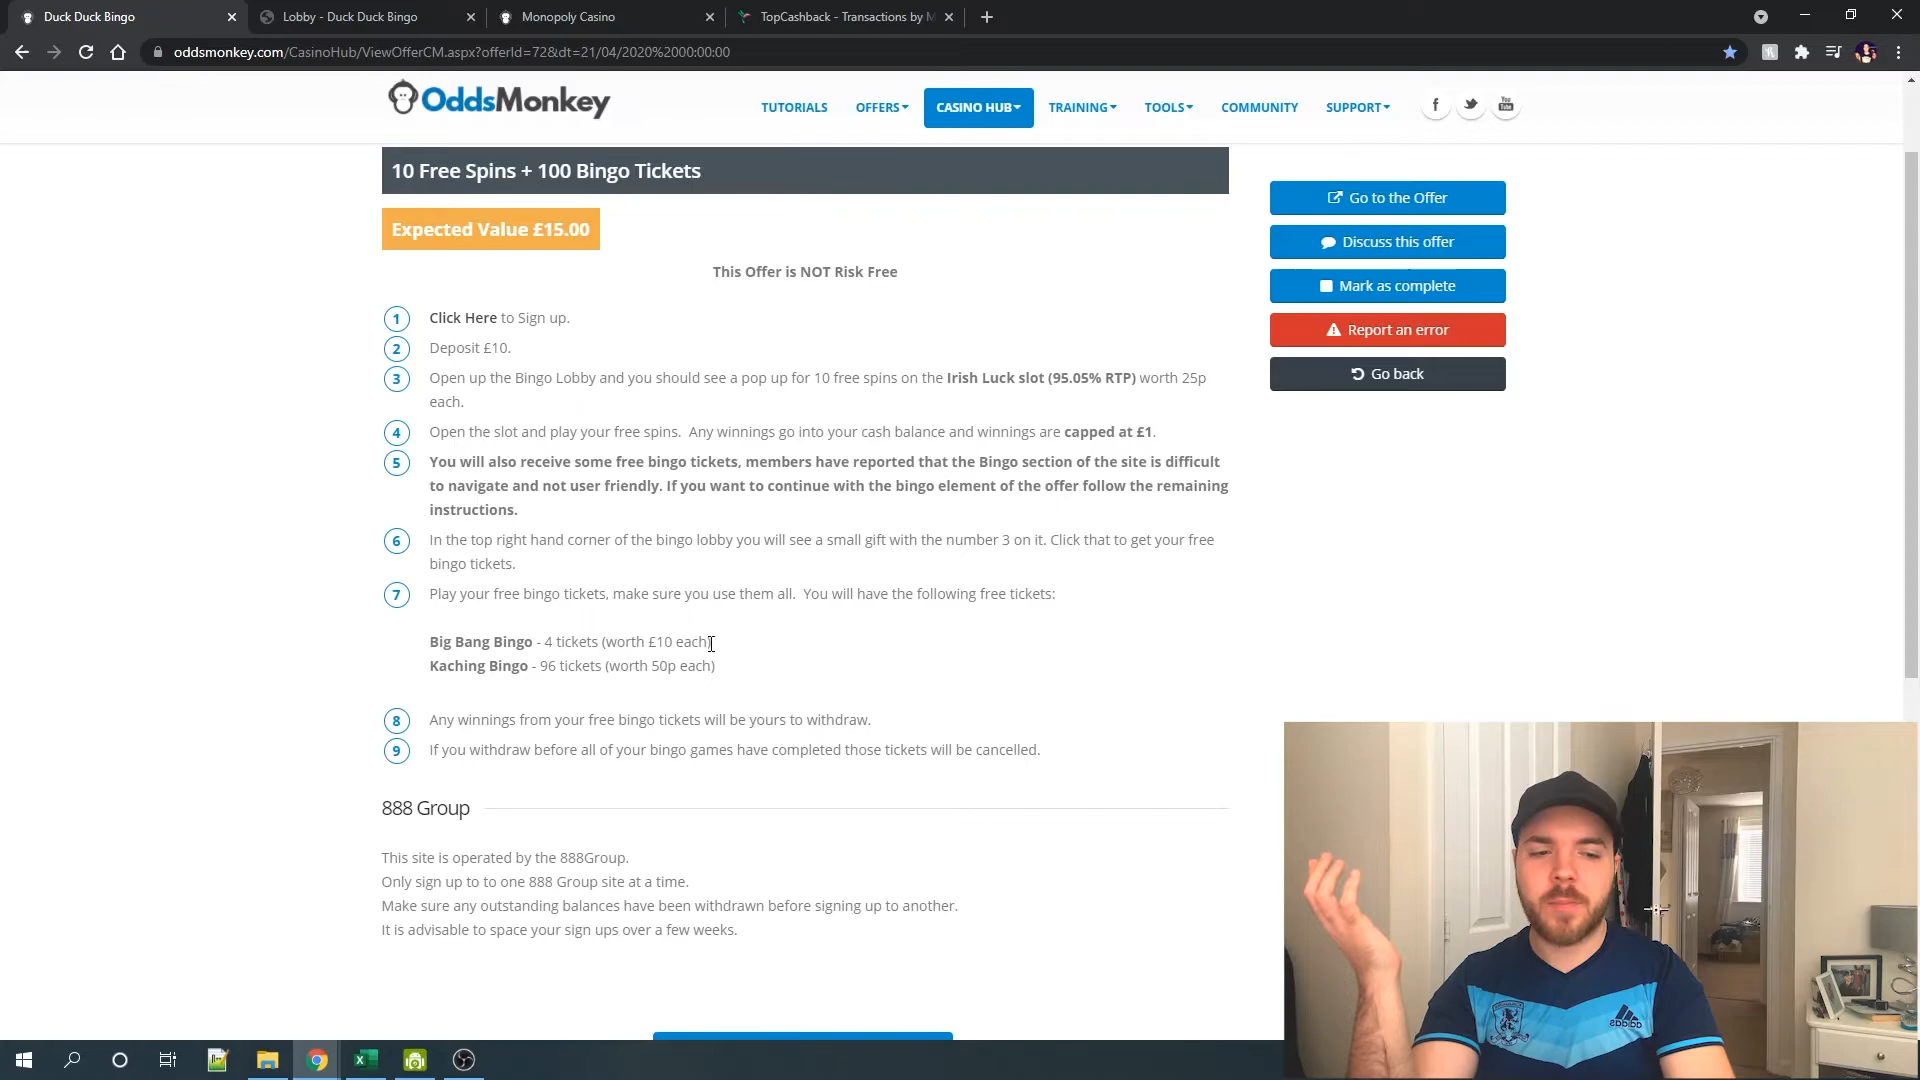 Duck Duck Bingo
Lobby - Duck Duck Bingo
Monopoly Casino
TopCashback - Transactions by M
oddsmonkey.com/CasinoHub/ViewOfferCM.aspx?offerId=72&dt=21/04/2020%2000:00:00
OddsMonkey
TUTORIALS
OFFERS
CASINO HUB
TRAINING
TOOLS
COMMUNITY
SUPPORT
10 Free Spins + 100 Bingo Tickets
Expected Value £15.00
This Offer is NOT Risk Free
1 Click Here to Sign up.
2 Deposit £10.
3 Open up the Bingo Lobby and you should see a pop up for 10 free spins on the Irish Luck slot (95.05% RTP) worth 25p
each.
4 Open the slot and play your free spins. Any winnings go into your cash balance and winnings are capped at £1.
5 You will also receive some free bingo tickets, members have reported that the Bingo section of the site is difficult
to navigate and not user friendly. If you want to continue with the bingo element of the offer follow the remaining
instructions.
6 In the top right hand corner of the bingo lobby you will see a small gift with the number 3 on it. Click that to get your free
bingo tickets.
7 Play your free bingo tickets, make sure you use them all. You will have the following free tickets:
Big Bang Bingo - 4 tickets (worth £10 each)
Kaching Bingo - 96 tickets (worth 50p each)
8 Any winnings from your free bingo tickets will be yours to withdraw.
9 If you withdraw before all of your bingo games have completed those tickets will be cancelled.
888 Group
This site is operated by the 888Group.
Only sign up to to one 888 Group site at a time.
Make sure any outstanding balances have been withdrawn before signing up to another.
It is advisable to space your sign ups over a few weeks.
Go to the Offer
Discuss this offer
Mark as complete
Report an error
Go back
adidas